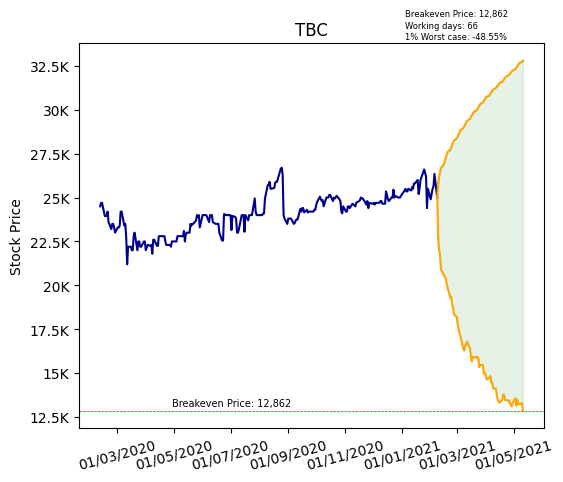 Breakeven Price: 12,862
Working days: 66
1% Worst case: -48.55%
TBC
Stock Price
32.5K
30K
27.5K
25K
22.5K
20K
17.5K
15K
12.5K
Breakeven Price: 12,862
01/03/2020
01/05/2020
01/07/2020
01/09/2020
01/11/2020
01/01/2021
01/03/2021
01/05/2021